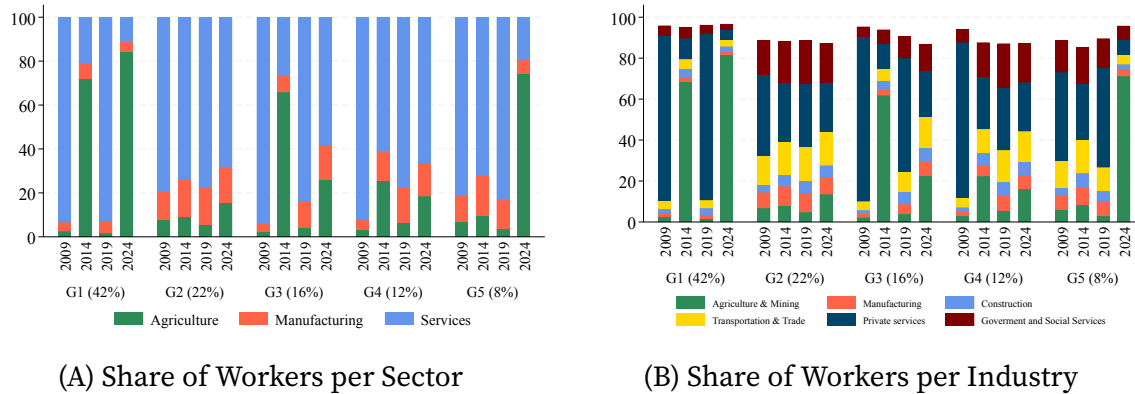 100
80
60
40
20
0
2009 2014 2019 2024 2009 2014 2019 2024 2009 2014 2019 2024 2009 2014 2019 2024 2009 2014 2019 2024
G1 (42%) G2 (22%) G3 (16%) G4 (12%) G5 (8%)
Agriculture Manufacturing Services
(A) Share of Workers per Sector
100
80
60
40
20
0
2009 2014 2019 2024 2009 2014 2019 2024 2009 2014 2019 2024 2009 2014 2019 2024 2009 2014 2019 2024
G1 (42%) G2 (22%) G3 (16%) G4 (12%) G5 (8%)
Agriculture & Mining Manufacturing Construction
Transportation & Trade Private services Goverment and Social Services
(B) Share of Workers per Industry